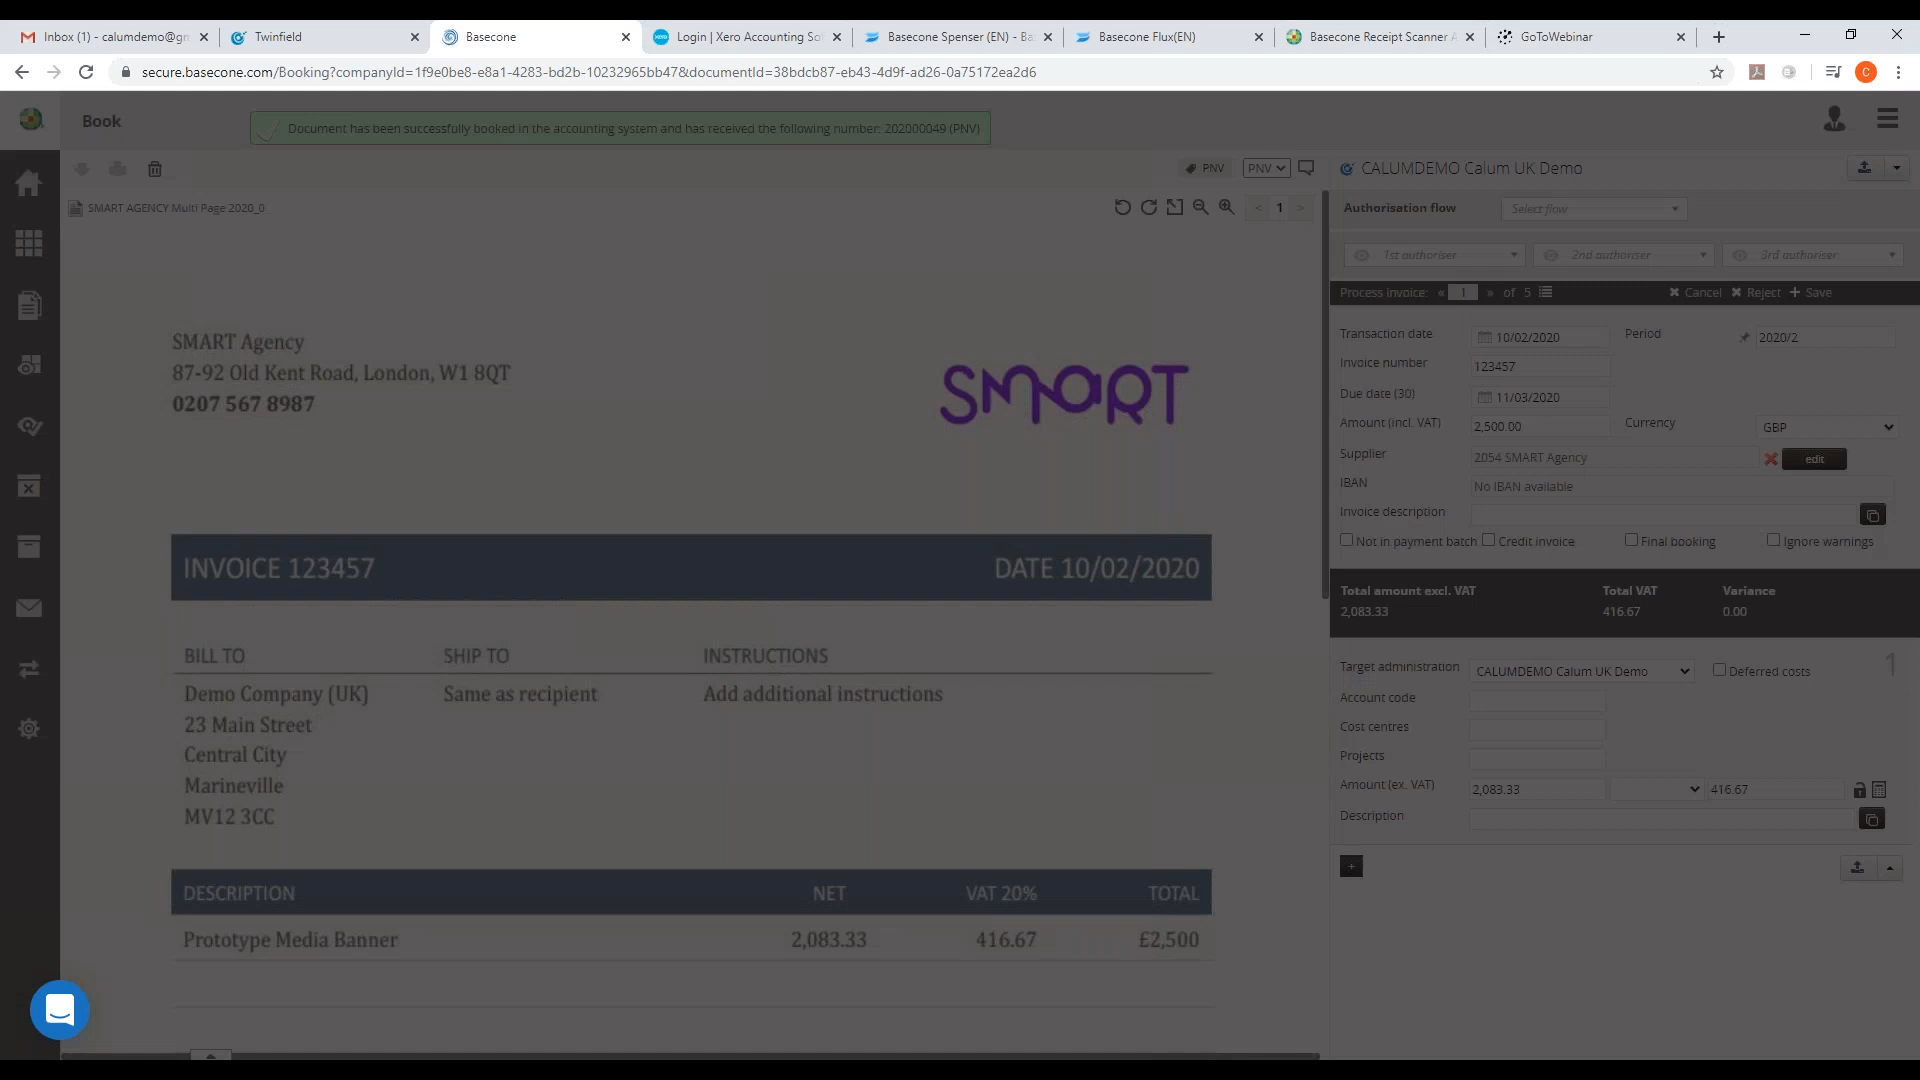 Inbox (1) - calumdemo@gm
Twinfield
Basecone
Login | Xero Accounting So
Basecone Spenser (EN) - Ba
Basecone Flux(EN)
Basecone Receipt Scanner A
GoToWebinar
secure.basecone.com/Booking?companyId=1f9e0be8-e8a1-4283-bd2b-10232965bb47&documentId=38bdcb87-eb43-4d9f-ad26-0a75172ea2d6
C
Book
Document has been successfully booked in the accounting system and has received the following number: 202000049 (PNV)
PNV
PNV
CALUMDEMO Calum UK Demo
SMART AGENCY Multi Page 2020_0
< 1 >
Authorisation flow
Select flow
1st authoriser
2nd authoriser
3rd authoriser
Process invoice: « 1 » of 5
Cancel
Reject
+ Save
Transaction date 10/02/2020
Period 2020/2
Invoice number 123457
Due date (30) 11/03/2020
Amount (incl. VAT) 2,500.00
Currency GBP
Supplier 2054 SMART Agency
edit
IBAN No IBAN available
Invoice description
Not in payment batch
Credit invoice
Final booking
Ignore warnings
Total amount excl. VAT
Total VAT
Variance
2,083.33
416.67
0.00
Target administration CALUMDEMO Calum UK Demo
Deferred costs
1
Account code
Cost centres
Projects
Amount (ex. VAT) 2,083.33
416.67
Description
+
SMART Agency
87-92 Old Kent Road, London, W1 8QT
0207 567 8987
SMART
INVOICE 123457
DATE 10/02/2020
BILL TO
SHIP TO
INSTRUCTIONS
Demo Company (UK)
Same as recipient
Add additional instructions
23 Main Street
Central City
Marineville
MV12 3CC
DESCRIPTION
NET
VAT 20%
TOTAL
Prototype Media Banner
2,083.33
416.67
£2,500